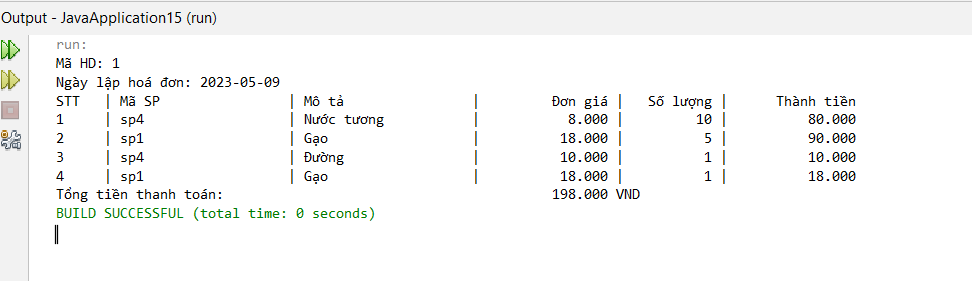 Output - JavaApplication15 (run)
run:
Mã HD: 1
Ngày lập hoá đơn: 2023-05-09
STT | Mã SP | Mô tả | Đơn giá | Số lượng | Thành tiền
1 | sp4 | Nước tương | 8.000 | 10 | 80.000
2 | sp1 | Gạo | 18.000 | 5 | 90.000
3 | sp4 | Đường | 10.000 | 1 | 10.000
4 | sp1 | Gạo | 18.000 | 1 | 18.000
Tổng tiền thanh toán: 198.000 VND
BUILD SUCCESSFUL (total time: 0 seconds)